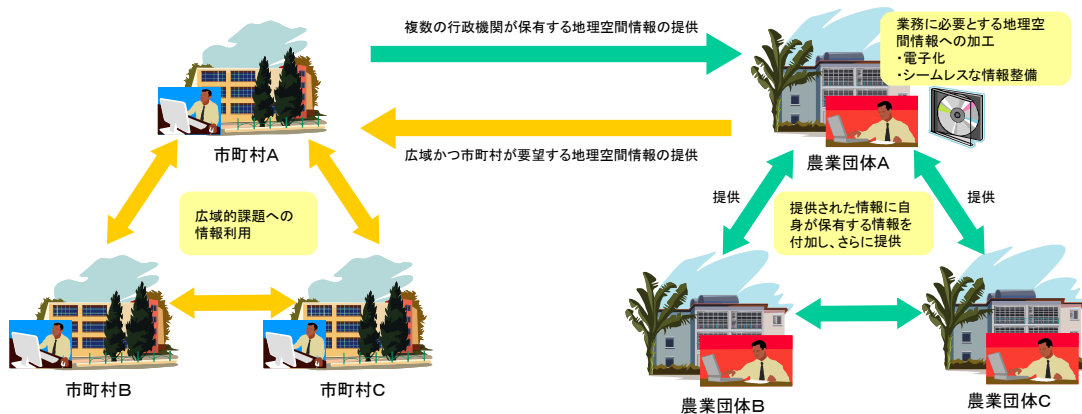 複数の行政機関が保有する地理空間情報の提供
業務に必要とする地理空
間情報への加工
・電子化
・シームレスな情報整備
広域かつ市町村が要望する地理空間情報の提供
市町村A
農業団体A
提供
提供
広域的課題への
情報利用
提供された情報に自
身が保有する情報を
付加し、さらに提供
市町村B
市町村C
農業団体B
農業団体C